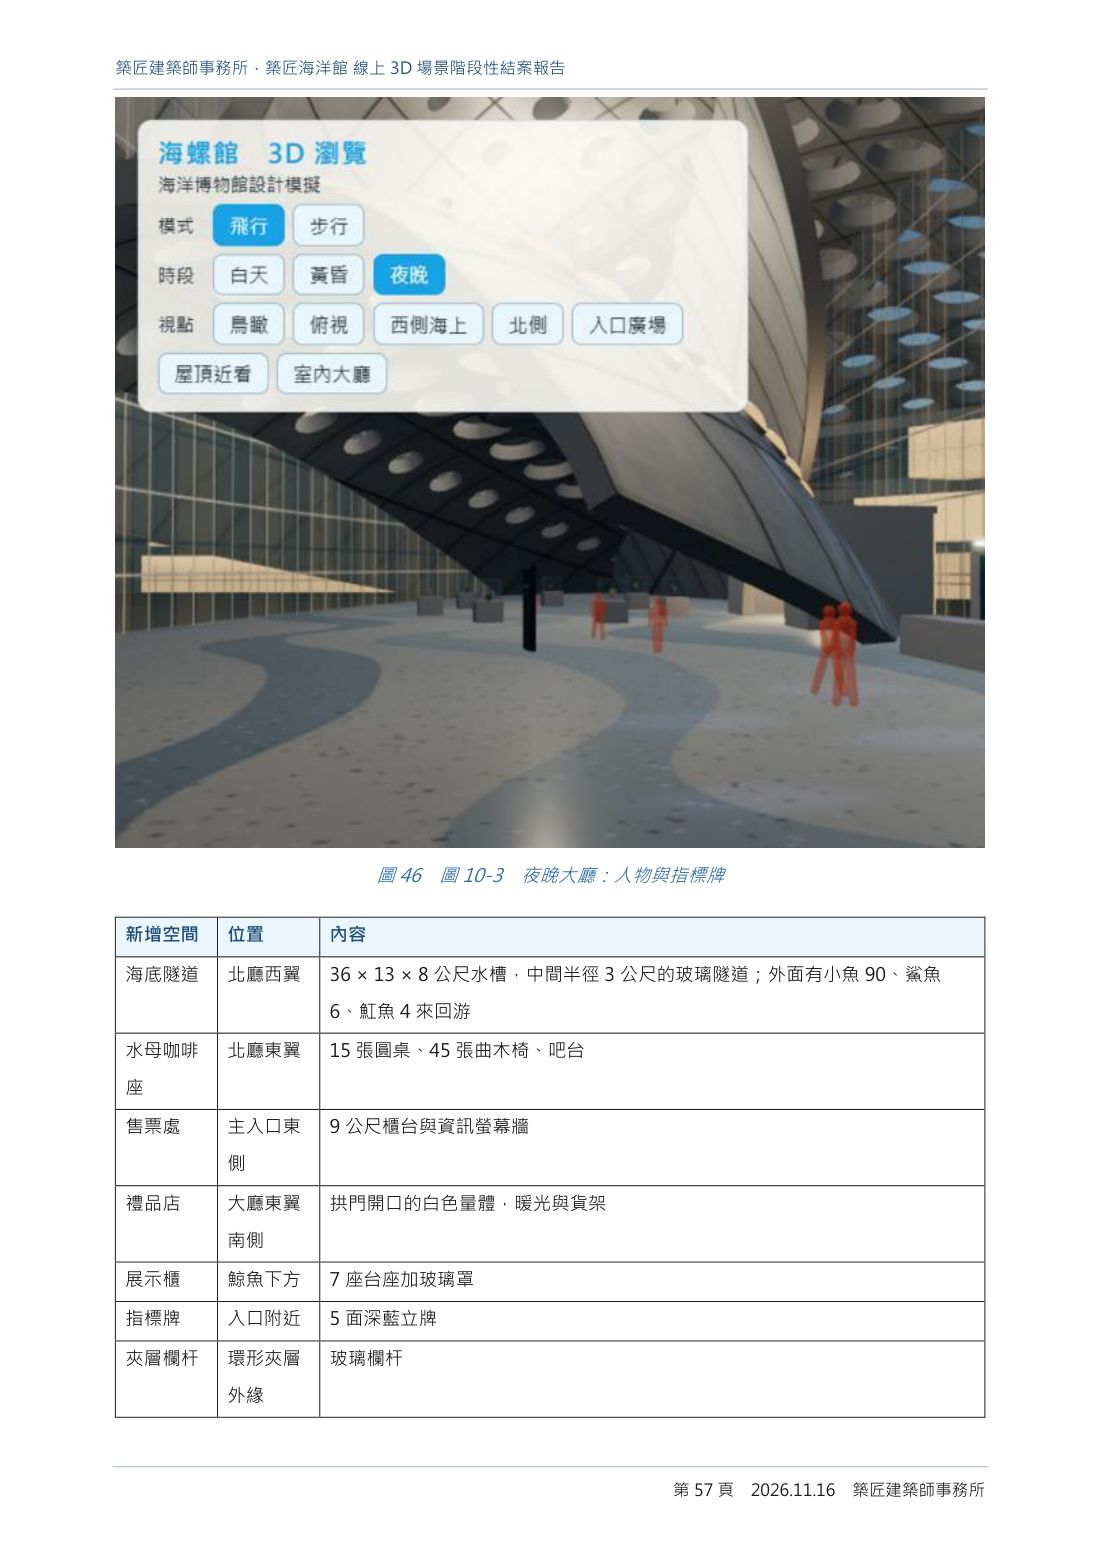 築匠建築師事務所．築匠海洋館 線上 3D 場景階段性結案報告
海螺館　3D 瀏覽
海洋博物館設計模擬
模式 飛行 步行
時段 白天 黃昏 夜晚
視點 鳥瞰 俯視 西側海上 北側 入口廣場
屋頂近看 室內大廳
圖 46　圖 10-3　夜晚大廳：人物與指標牌
新增空間 位置 內容
海底隧道 北廳西翼 36 × 13 × 8 公尺水槽，中間半徑 3 公尺的玻璃隧道；外面有小魚 90、鯊魚
6、魟魚 4 來回游
水母咖啡 北廳東翼 15 張圓桌、45 張曲木椅、吧台
座
售票處 主入口東 9 公尺櫃台與資訊螢幕牆
側
禮品店 大廳東翼 拱門開口的白色量體，暖光與貨架
南側
展示櫃 鯨魚下方 7 座台座加玻璃罩
指標牌 入口附近 5 面深藍立牌
夾層欄杆 環形夾層 玻璃欄杆
外緣
第 57 頁　2026.11.16　築匠建築師事務所